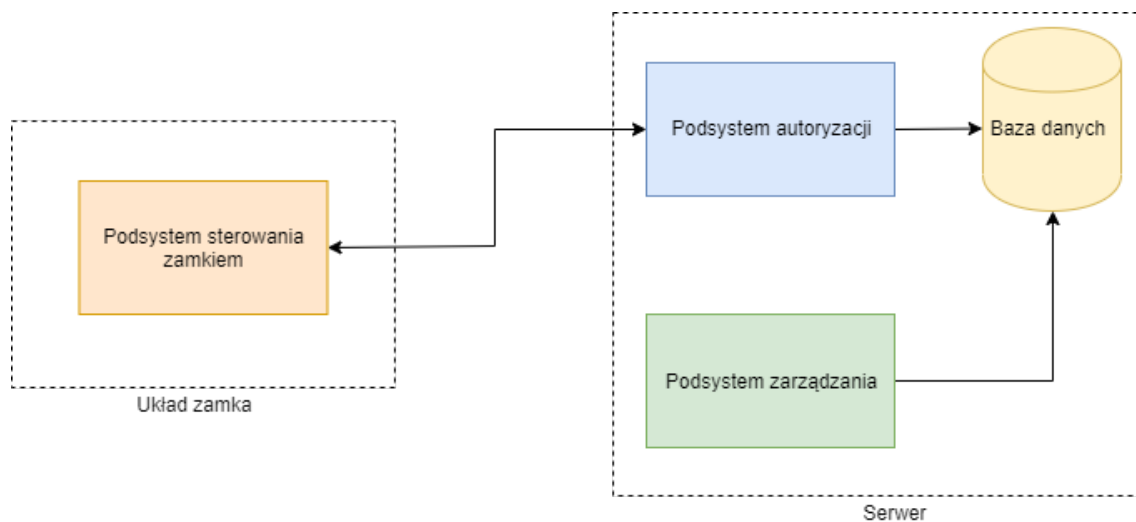 Podsystem autoryzacji
Baza danych
Podsystem sterowania
zamkiem
Podsystem zarządzania
Układ zamka
Serwer